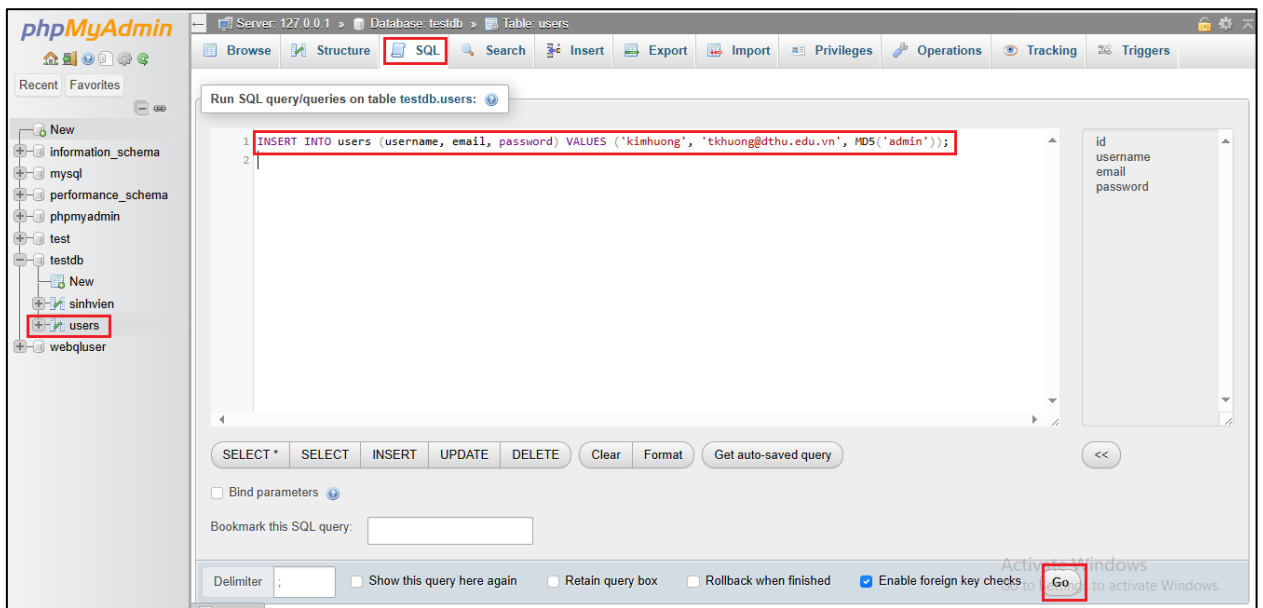 phpMyAdmin
Recent Favorites
New
information_schema
mysql
performance_schema
phpmyadmin
test
testdb
New
sinhvien
users
webqluser
Server: 127.0.0.1 » Database: testdb » Table: users
Browse Structure SQL Search Insert Export Import Privileges Operations Tracking Triggers
Run SQL query/queries on table testdb.users:
1 INSERT INTO users (username, email, password) VALUES ('kimhuong', 'tkhuong@dthu.edu.vn', MD5('admin'));
2
id
username
email
password
SELECT * SELECT INSERT UPDATE DELETE Clear Format Get auto-saved query <<
Bind parameters
Bookmark this SQL query:
Delimiter ; Show this query here again Retain query box Rollback when finished Enable foreign key checks Go
Activate Windows
Go to Settings to activate Windows.